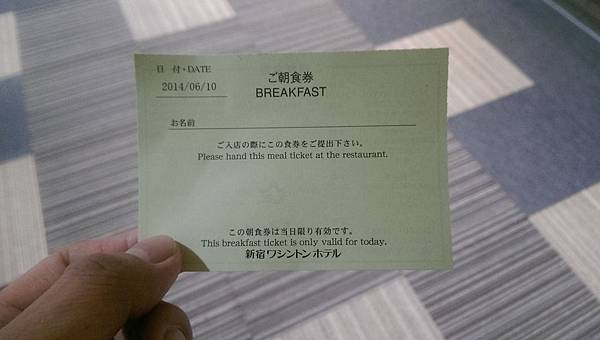 日 付・DATE
2014/06/10
ご朝食券
BREAKFAST
お名前
ご入店の際にこの食券をご提出下さい。
Please hand this meal ticket at the restaurant.
この朝食券は当日限り有効です。
This breakfast ticket is only valid for today.
新宿ワシントンホテル